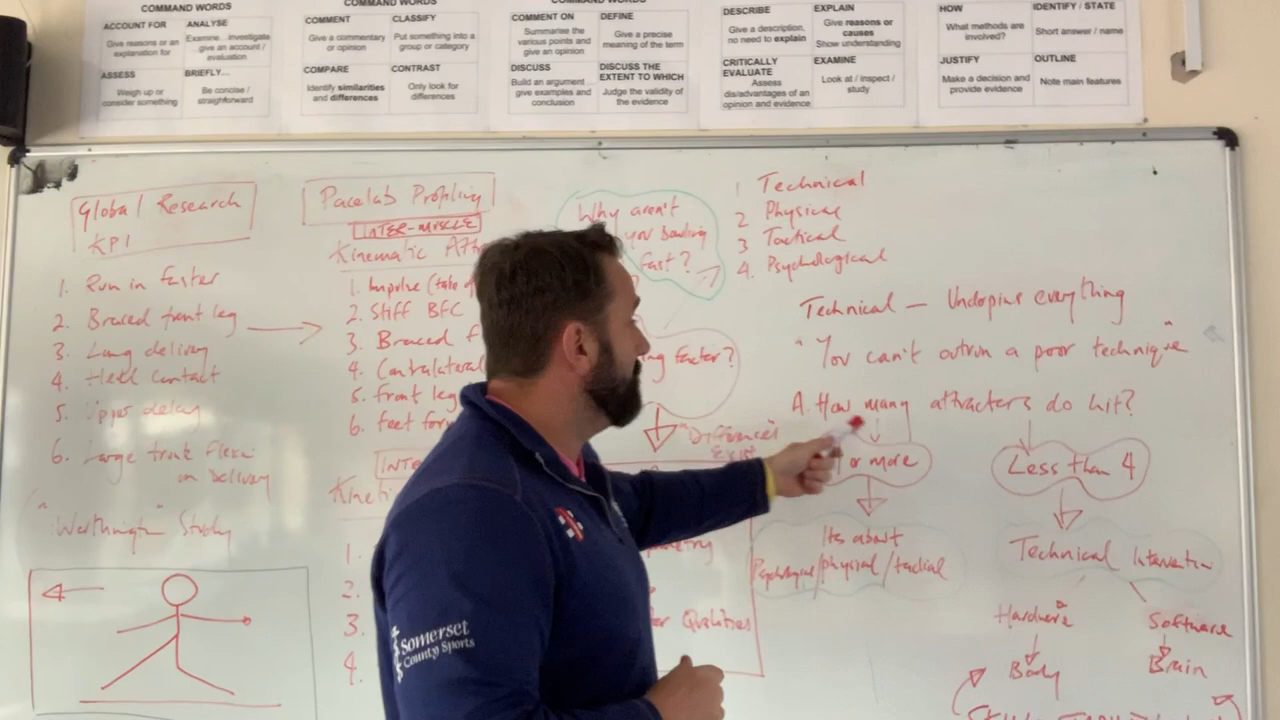 COMMAND WORDS
ACCOUNT FOR
Give reasons or an explanation for
ANALYSE
Examine... investigate give an account / evaluation
ASSESS
Weigh up or consider something
BRIEFLY...
Be concise / straightforward
COMMAND WORDS
COMMENT
Give a commentary or opinion
CLASSIFY
Put something into a group or category
COMPARE
Identify similarities and differences
CONTRAST
Only look for differences
COMMAND WORDS
COMMENT ON
Summarise the various points and give an opinion
DEFINE
Give a precise meaning of the term
DISCUSS
Build an argument give examples and conclusion
DISCUSS THE EXTENT TO WHICH
Judge the validity of the evidence
DESCRIBE
Give a description, no need to explain
EXPLAIN
Give reasons or causes
Show understanding
CRITICALLY EVALUATE
Assess dis/advantages of an opinion and evidence
EXAMINE
Look at / inspect / study
HOW
What methods are involved?
IDENTIFY / STATE
Short answer / name
JUSTIFY
Make a decision and provide evidence
OUTLINE
Note main features
Global Research
KPI
1. Run in faster
2. Braced front leg
3. Long delivery
4. Heel contact
5. Upper delay
6. Large trunk flexion
on Delivery
"Worthington" Study
Pacelab Profiling
INTER-MUSCLE
Kinematic
1. Impulse
2. Stiff BFC
3. Braced
4. Contralateral
5. front leg
6. feet
1.
2.
3.
4.
Why aren't
you bowling
fast?
faster?
"Differences
Qualities
1 Technical
2 Physical
3 Tactical
4. Psychological
Technical — Underpins everything
"You can't outrun a poor technique"
A. How many attracters do hit?
or more
Less than 4
Its about
Psychological/physical/tactial
Technical Intervention
Hardware
Software
Body
Brain
Somerset
County Sports